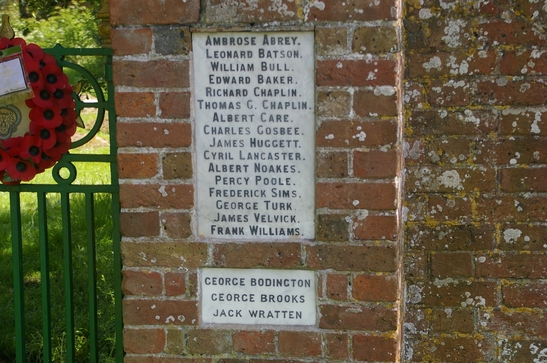 AMBROSE ABREY.
LEONARD BATSON.
WILLIAM BULL.
EDWARD BAKER.
RICHARD CHAPLIN.
THOMAS G. CHAPLIN.
ALBERT CARE.
CHARLES GOSBEE.
JAMES HUGGETT.
CYRIL LANCASTER.
ALBERT NOAKES.
PERCY POOLE.
FREDERICK SIMS.
GEORGE TURK.
JAMES VELVICK.
FRANK WILLIAMS.
GEORGE BODINGTON
GEORGE BROOKS
JACK WRATTEN